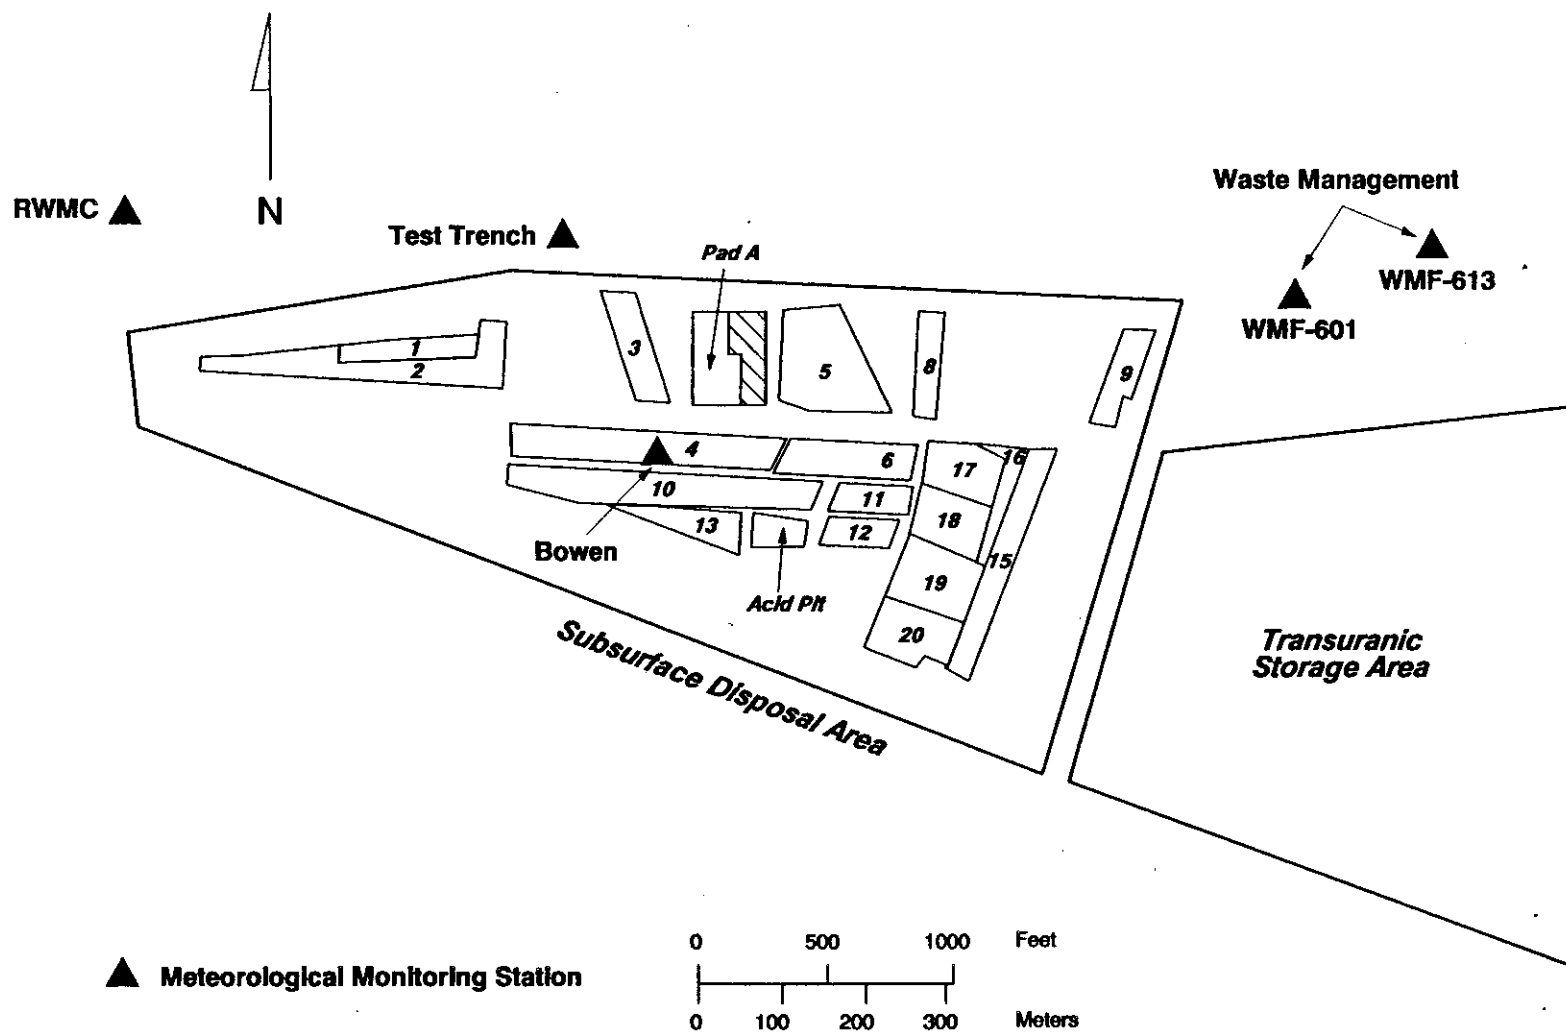 Waste Management
RWMC
N
Test Trench
Pad A
WMF-613
WMF-601
1
2
3
5
8
9
4
6
16
17
10
11
18
13
12
15
Bowen
19
Acid Pit
20
Subsurface Disposal Area
Transuranic
Storage Area
0 500 1000 Feet
Meteorological Monitoring Station
0 100 200 300 Meters